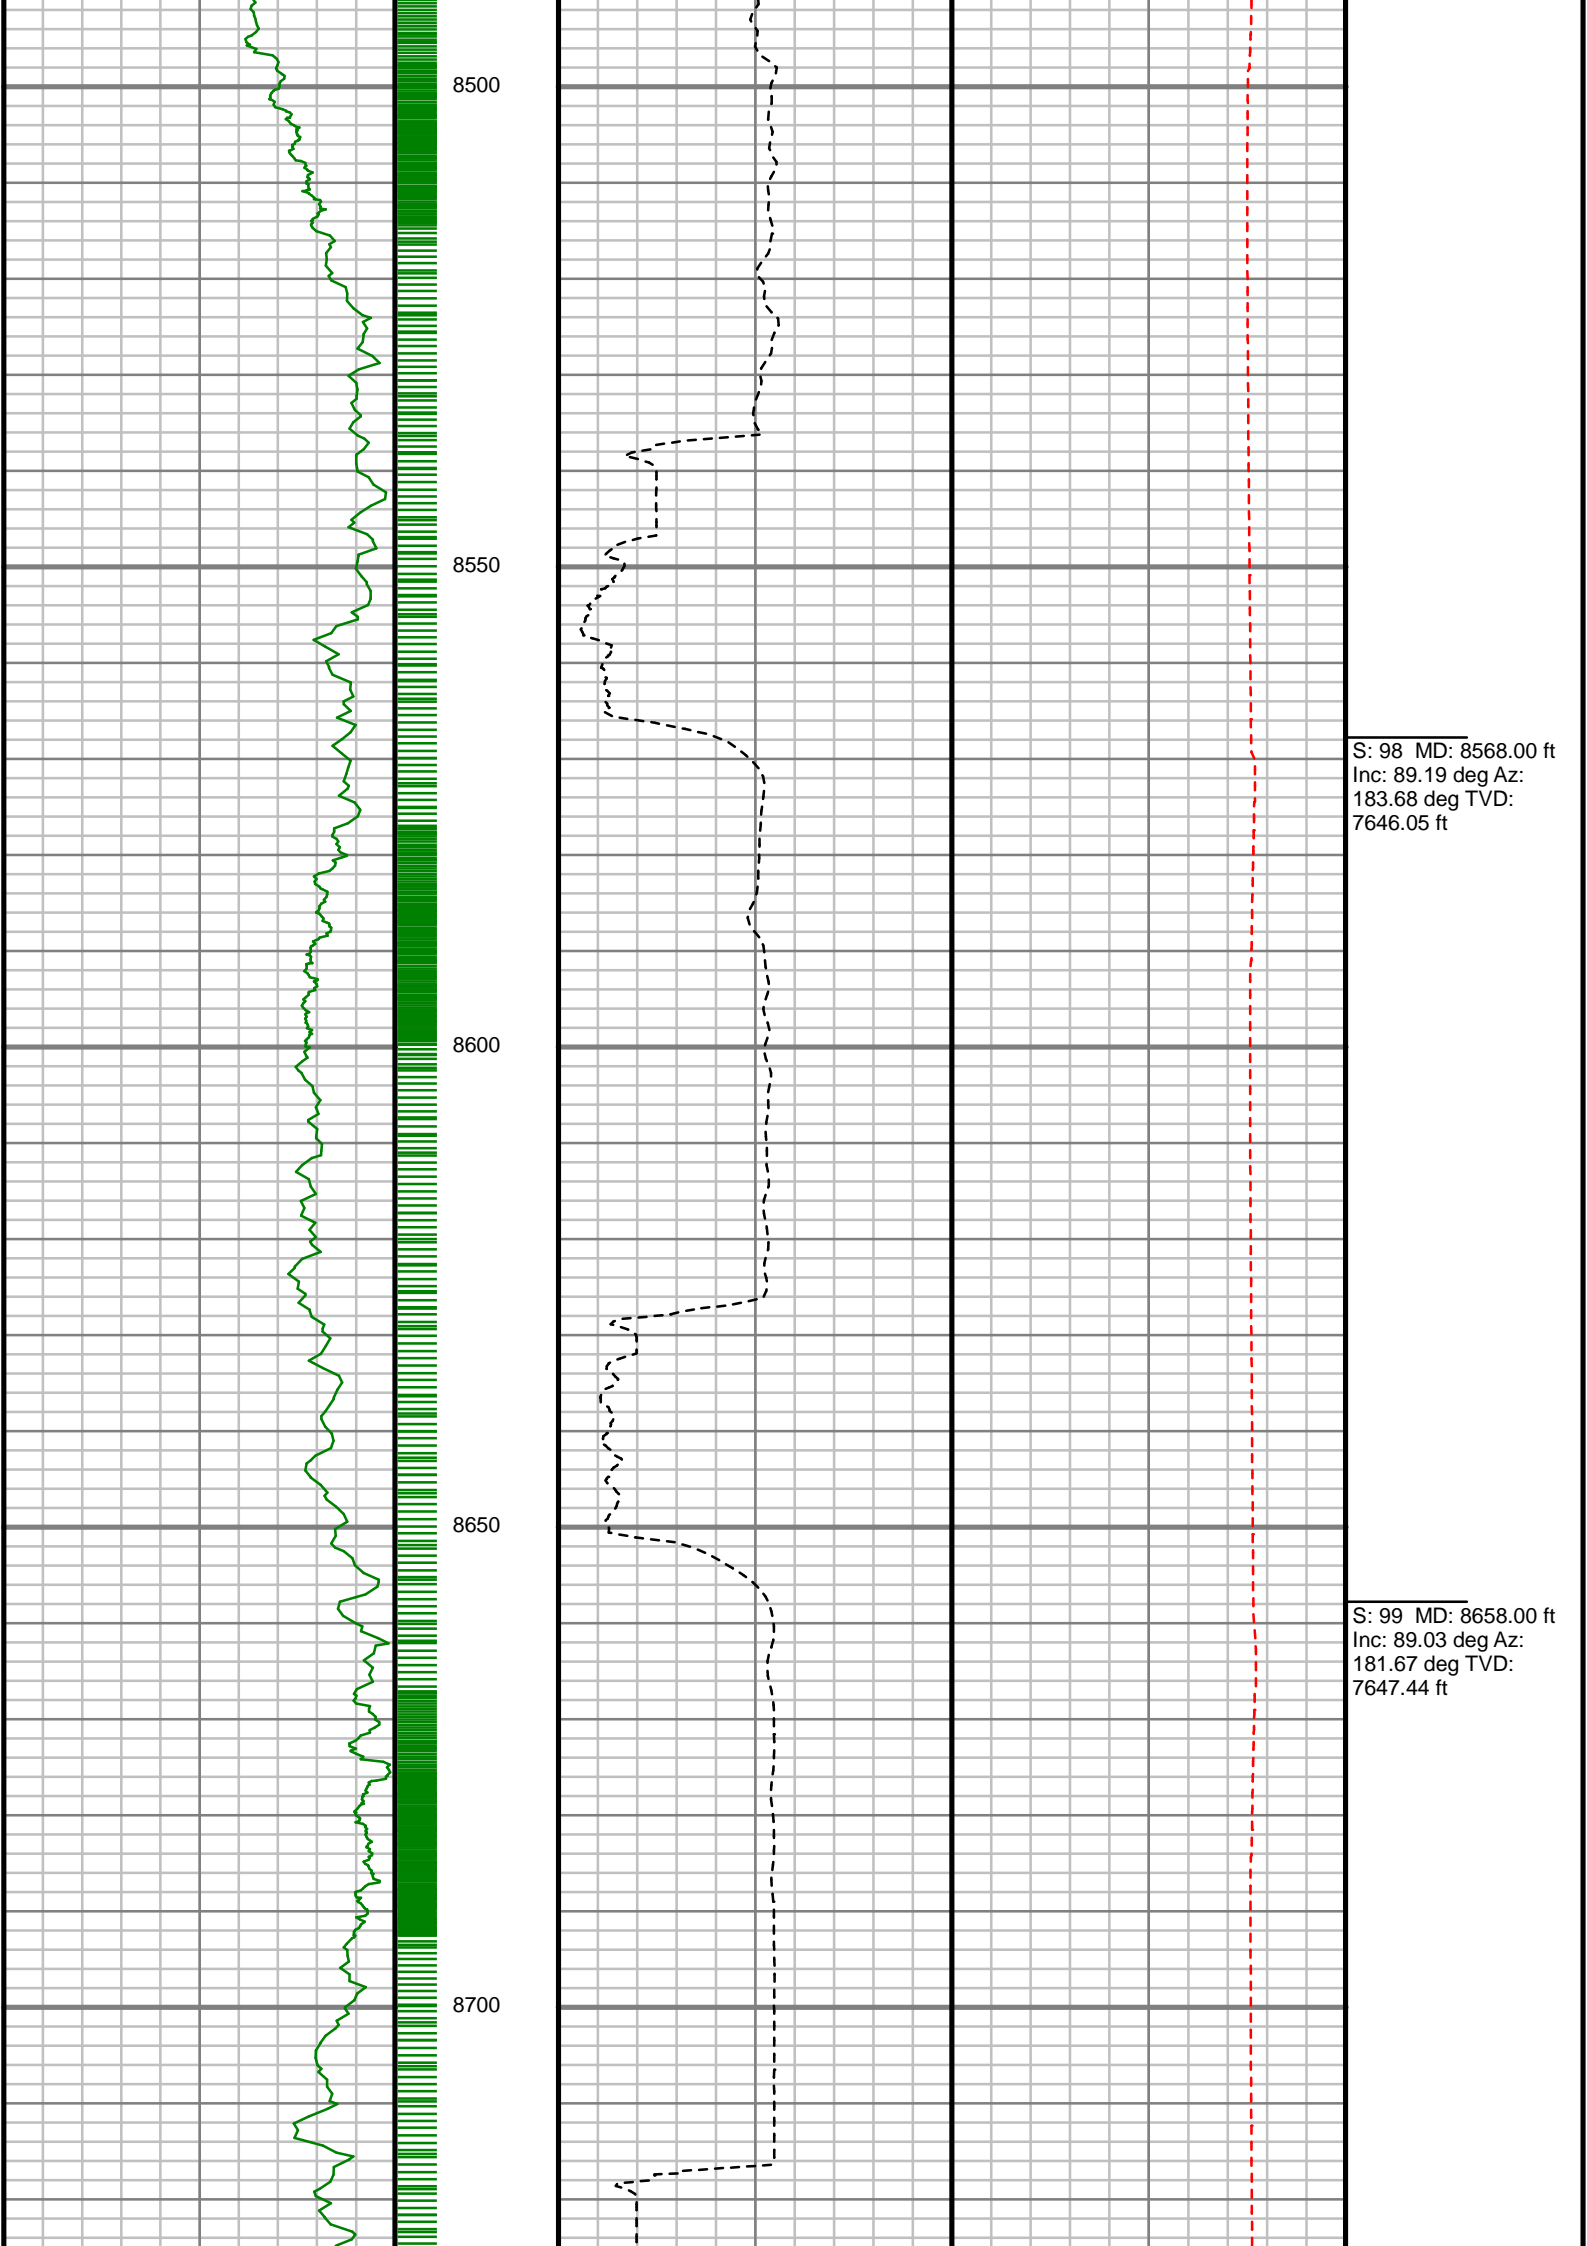 8500
8550
S: 98 MD: 8568.00 ft
Inc: 89.19 deg Az:
183.68 deg TVD:
7646.05 ft
8600
8650
S: 99 MD: 8658.00 ft
Inc: 89.03 deg Az:
181.67 deg TVD:
7647.44 ft
8700